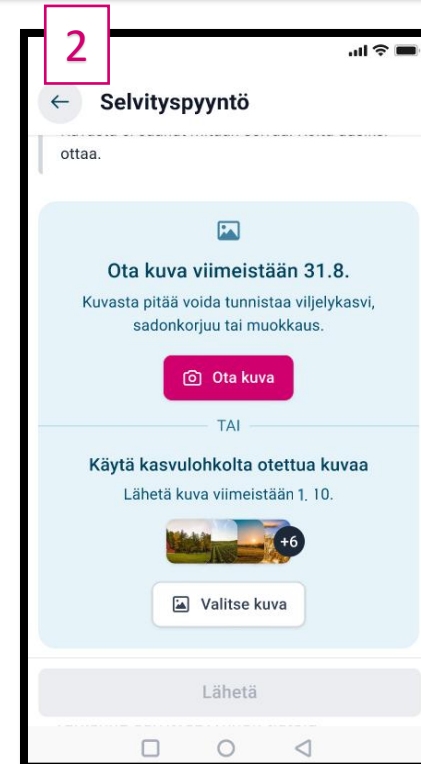 2
Selvityspyyntö
ottaa.
Ota kuva viimeistään 31.8.
Kuvasta pitää voida tunnistaa viljelykasvi,
sadonkorjuu tai muokkaus.
Ota kuva
TAI
Käytä kasvulohkolta otettua kuvaa
Lähetä kuva viimeistään 1. 10.
+6
Valitse kuva
Lähetä